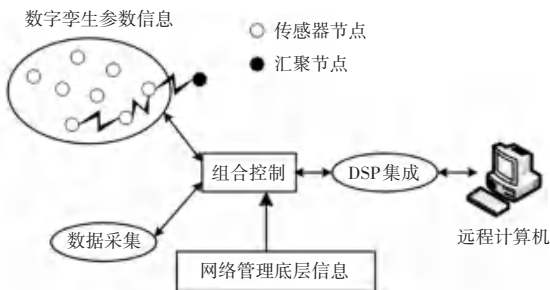 数字孪生参数信息
传感器节点
汇聚节点
组合控制
DSP集成
数据采集
远程计算机
网络管理底层信息